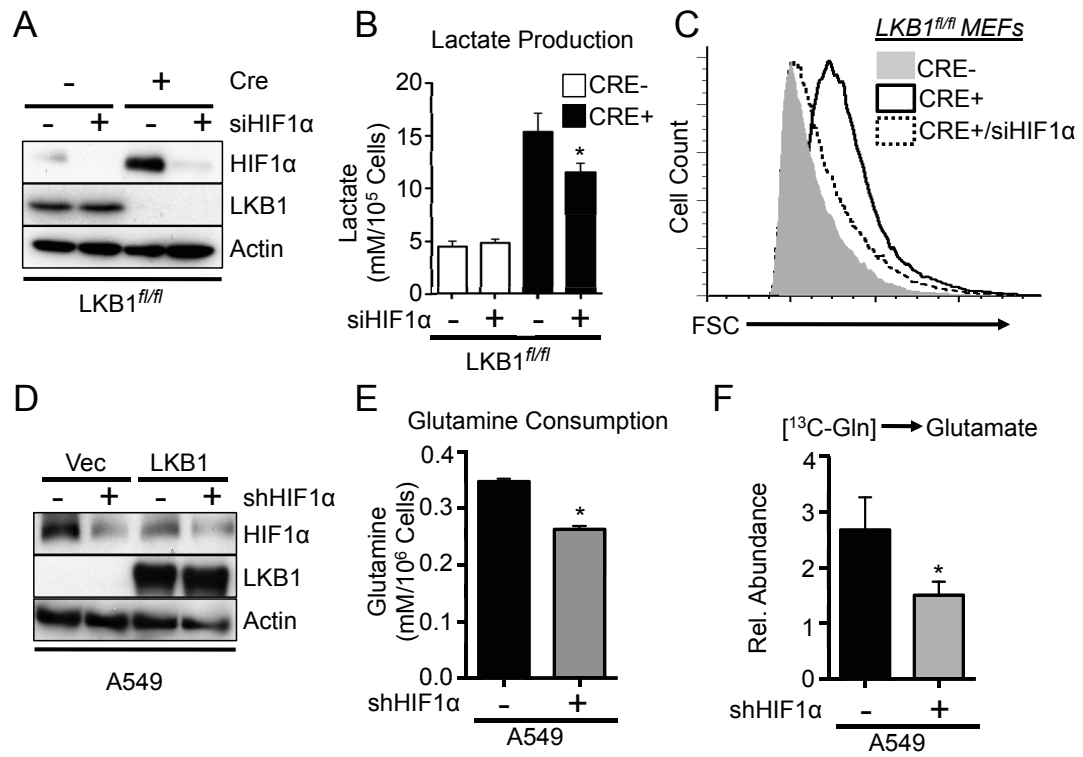 A
- + Cre
- + - + siHIF1α
HIF1α
LKB1
Actin
LKB1fl/fl
B
Lactate Production
CRE-
CRE+
20
15
10
5
0
Lactate
(mM/10⁵ Cells)
*
siHIF1α - + - +
LKB1fl/fl
C
LKB1fl/fl MEFs
CRE-
CRE+
CRE+/siHIF1α
Cell Count
FSC
D
Vec LKB1
- + - + shHIF1α
HIF1α
LKB1
Actin
A549
E
Glutamine Consumption
0.4
0.3
0.2
0.1
0.0
Glutamine
(mM/10⁶ Cells)
*
shHIF1α - +
A549
F
[¹³C-Gln] → Glutamate
4
3
2
1
0
Rel. Abundance
*
shHIF1α - +
A549